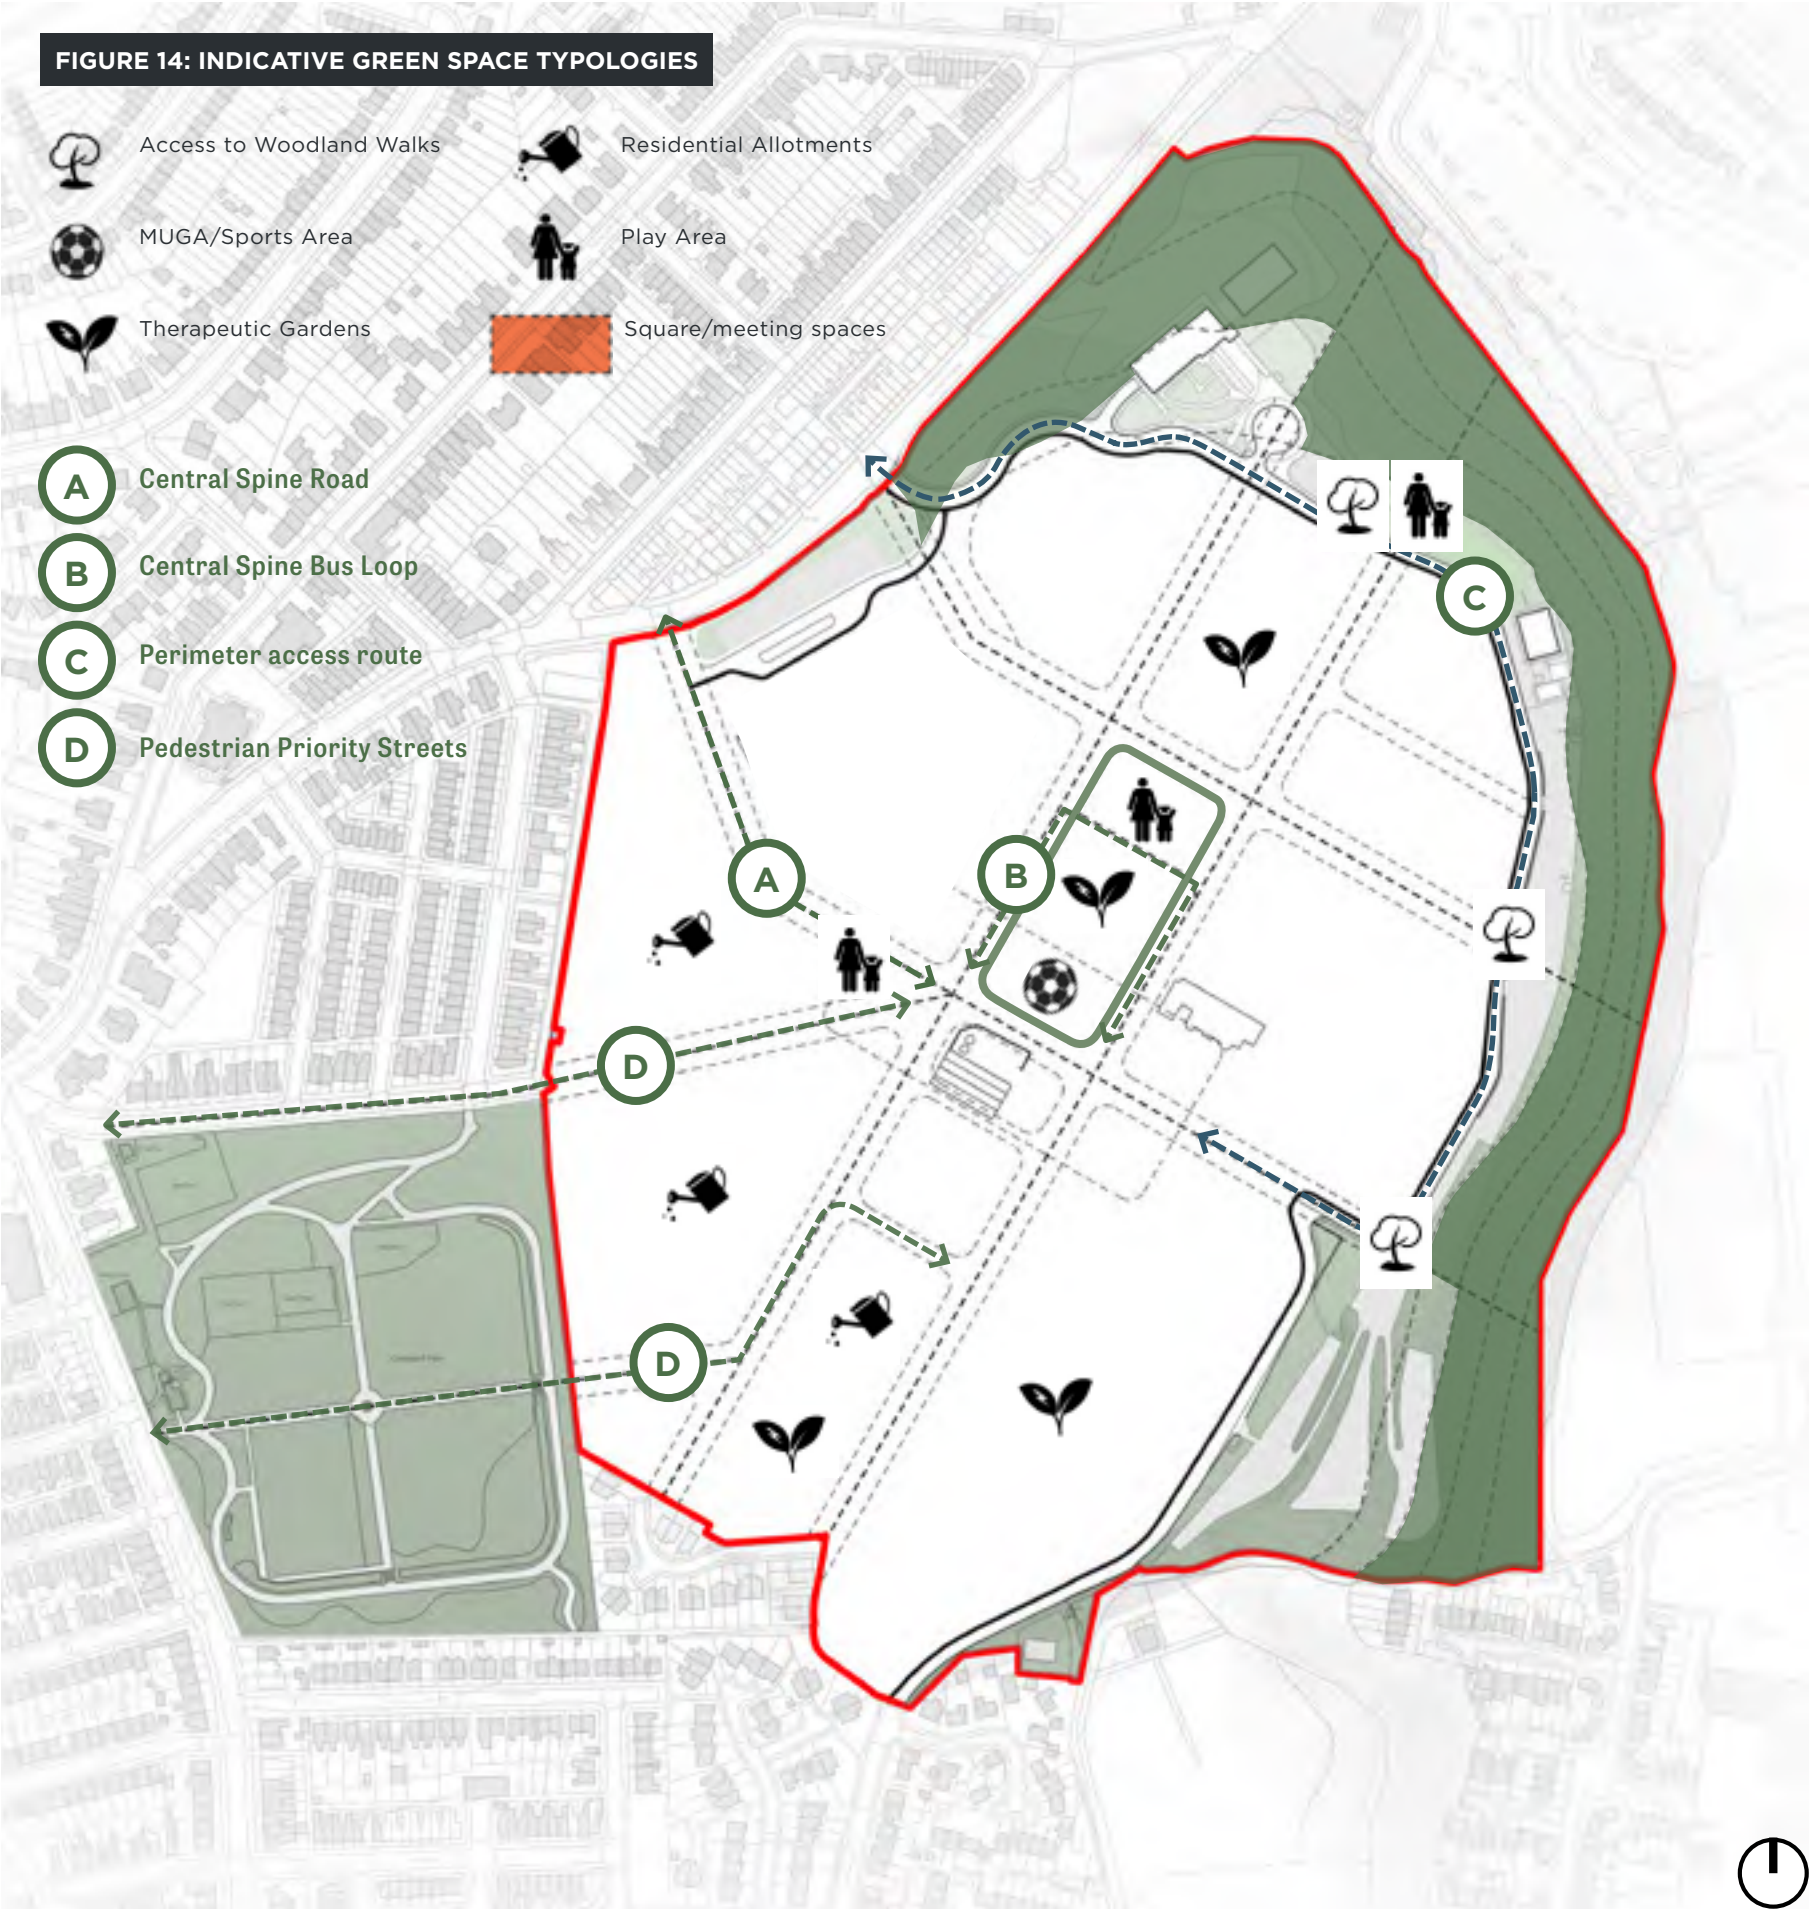 FIGURE 14: INDICATIVE GREEN SPACE TYPOLOGIES
Access to Woodland Walks
Residential Allotments
MUGA/Sports Area
Play Area
Therapeutic Gardens
Square/meeting spaces
A Central Spine Road
B Central Spine Bus Loop
C Perimeter access route
D Pedestrian Priority Streets
C
A
B
D
D